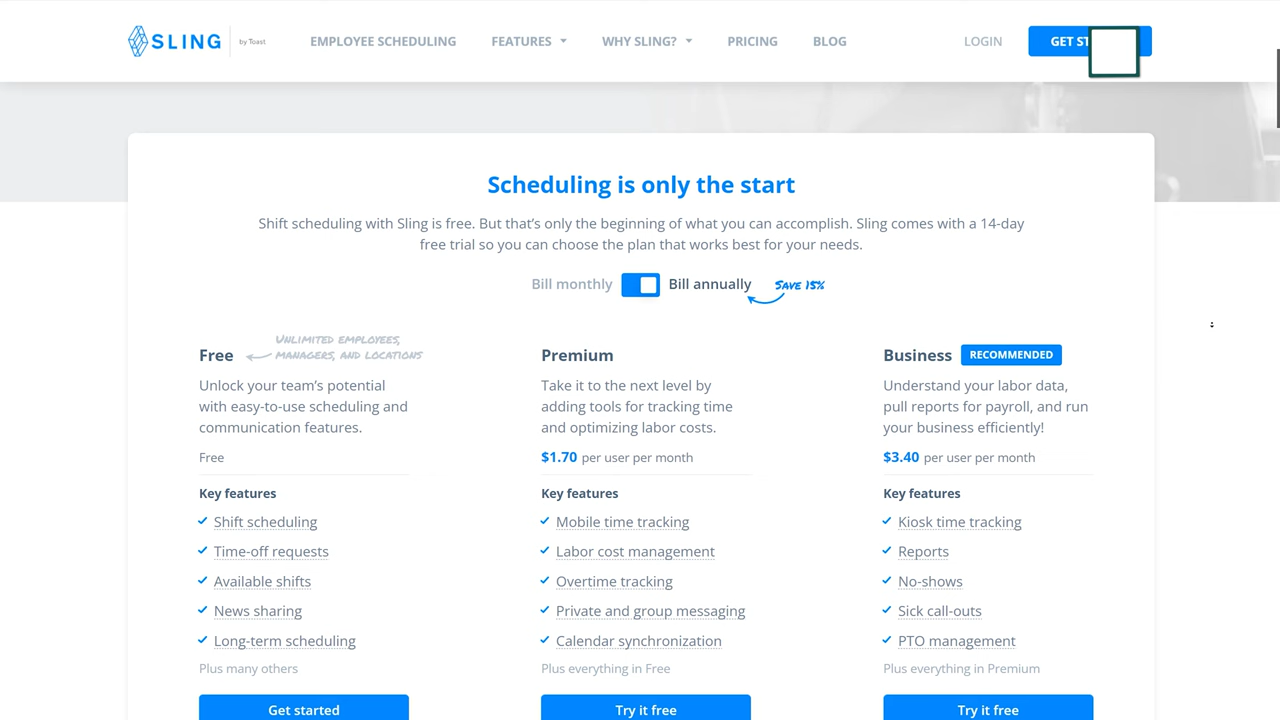 SLING by Toast EMPLOYEE SCHEDULING FEATURES WHY SLING? PRICING BLOG LOGIN GET
Scheduling is only the start
Shift scheduling with Sling is free. But that's only the beginning of what you can accomplish. Sling comes with a 14-day
free trial so you can choose the plan that works best for your needs.
Bill monthly Bill annually SAVE 15%
Free UNLIMITED EMPLOYEES,
MANAGERS, AND LOCATIONS
Unlock your team's potential
with easy-to-use scheduling and
communication features.
Free
Key features
Shift scheduling
Time-off requests
Available shifts
News sharing
Long-term scheduling
Plus many others
Get started
Premium
Take it to the next level by
adding tools for tracking time
and optimizing labor costs.
$1.70 per user per month
Key features
Mobile time tracking
Labor cost management
Overtime tracking
Private and group messaging
Calendar synchronization
Plus everything in Free
Try it free
Business RECOMMENDED
Understand your labor data,
pull reports for payroll, and run
your business efficiently!
$3.40 per user per month
Key features
Kiosk time tracking
Reports
No-shows
Sick call-outs
PTO management
Plus everything in Premium
Try it free